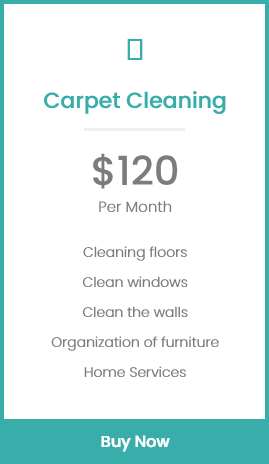 Carpet Cleaning
$120
Per Month
Cleaning floors
Clean windows
Clean the walls
Organization of furniture
Home Services
Buy Now